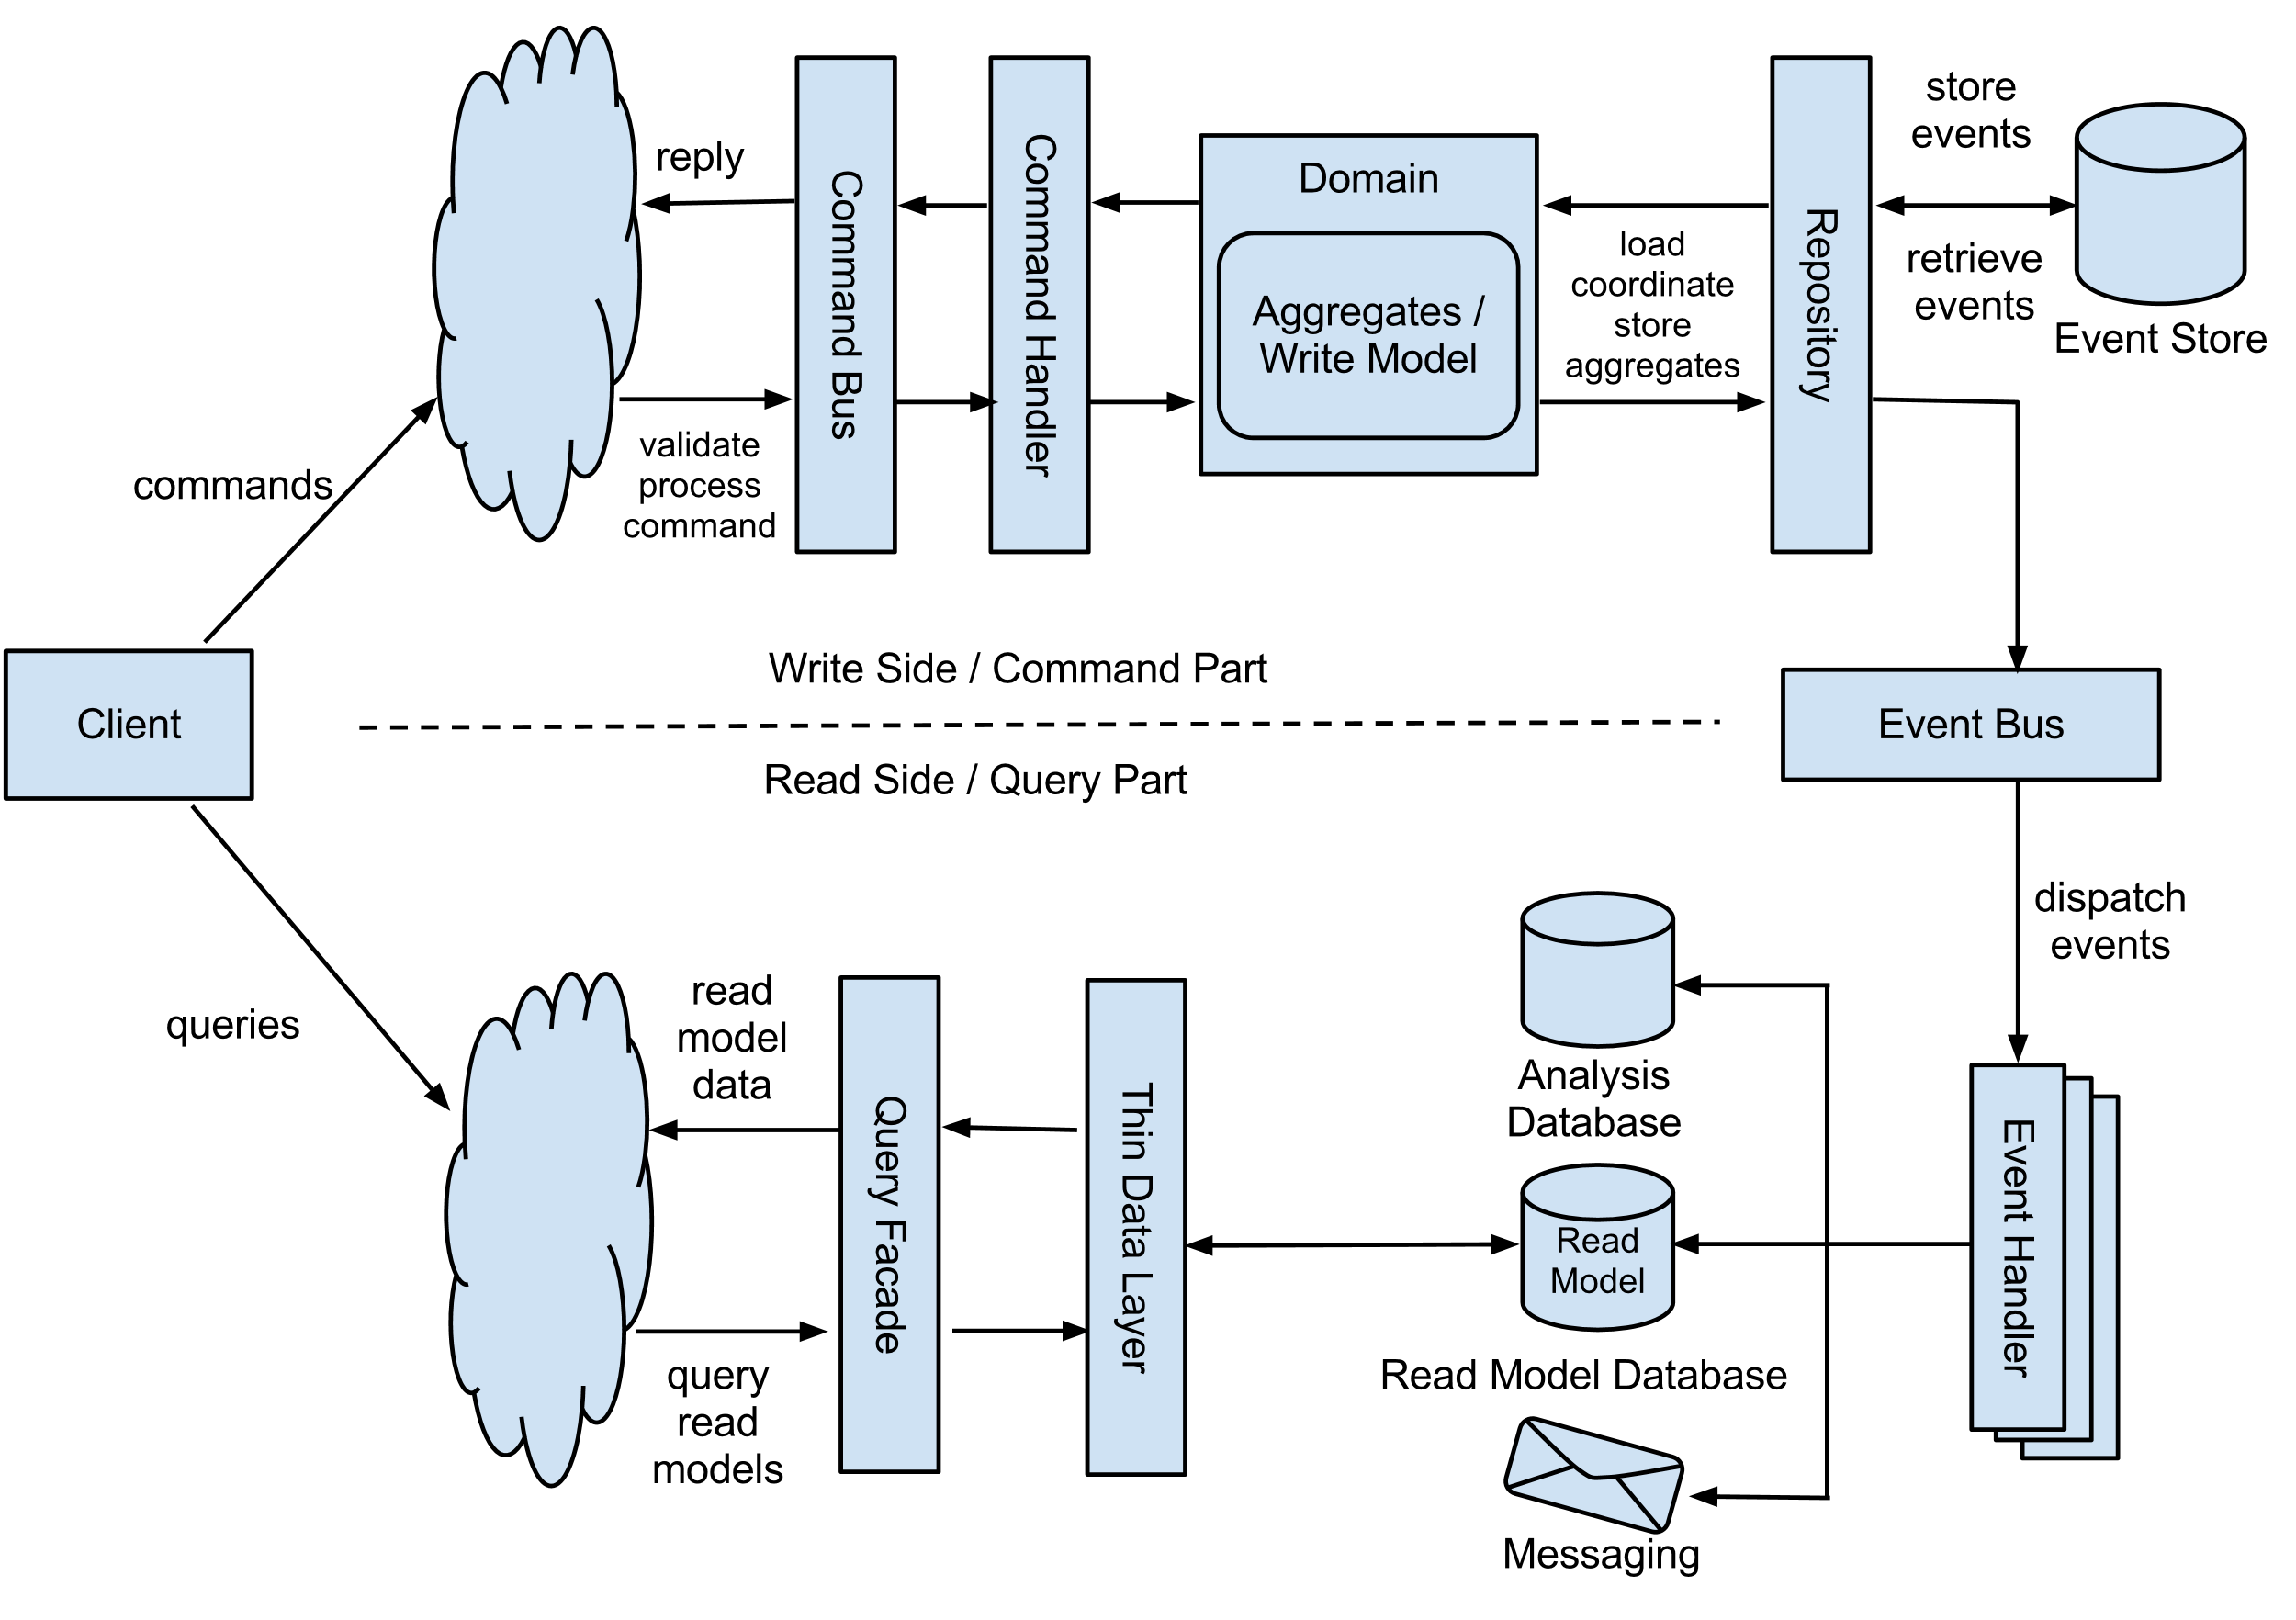 reply
Command Bus
Command Handler
Domain
Aggregates /
Write Model
load
coordinate
store
aggregates
Repository
store
events
retrieve
events
Event Store
commands
validate
process
command
Client
Write Side / Command Part
Read Side / Query Part
Event Bus
dispatch
events
queries
read
model
data
query
read
models
Query Facade
Thin Data Layer
Analysis
Database
Read
Model
Read Model Database
Messaging
Event Handler